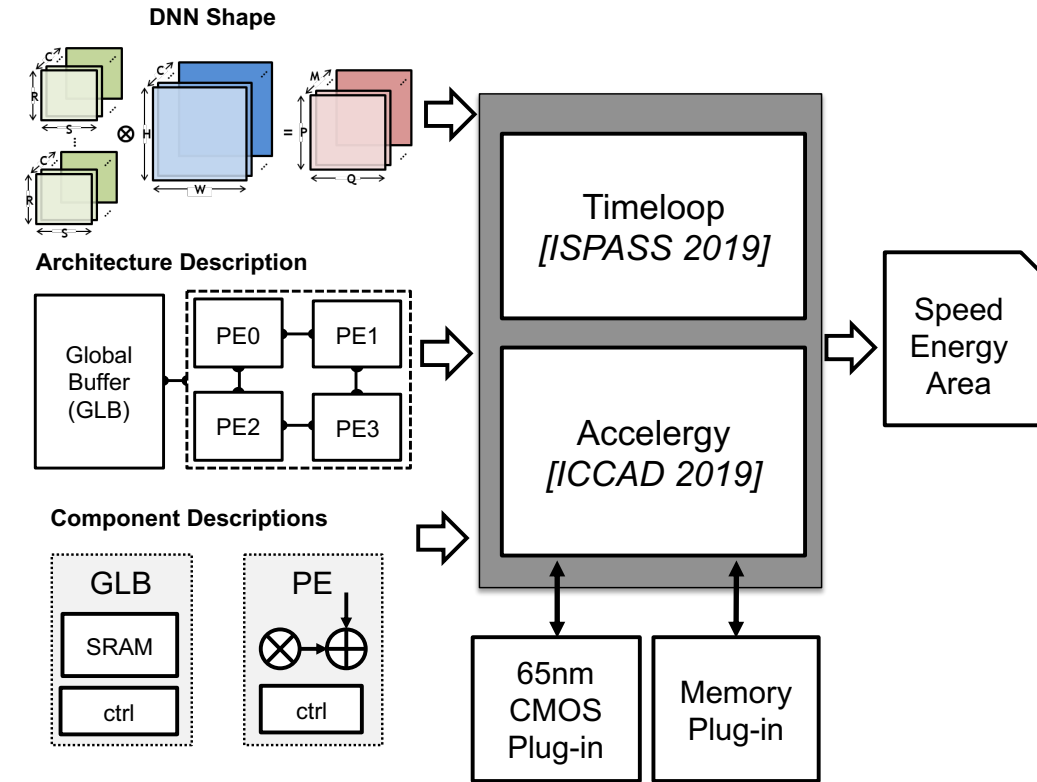 DNN Shape
C
R
S
...
C
R
S
...
⊗
C
H
W
...
=
M
P
Q
...
Timeloop
[ISPASS 2019]
Accelergy
[ICCAD 2019]
Speed
Energy
Area
Architecture Description
Global
Buffer
(GLB)
PE0
PE1
PE2
PE3
Component Descriptions
GLB
SRAM
ctrl
PE
ctrl
65nm
CMOS
Plug-in
Memory
Plug-in